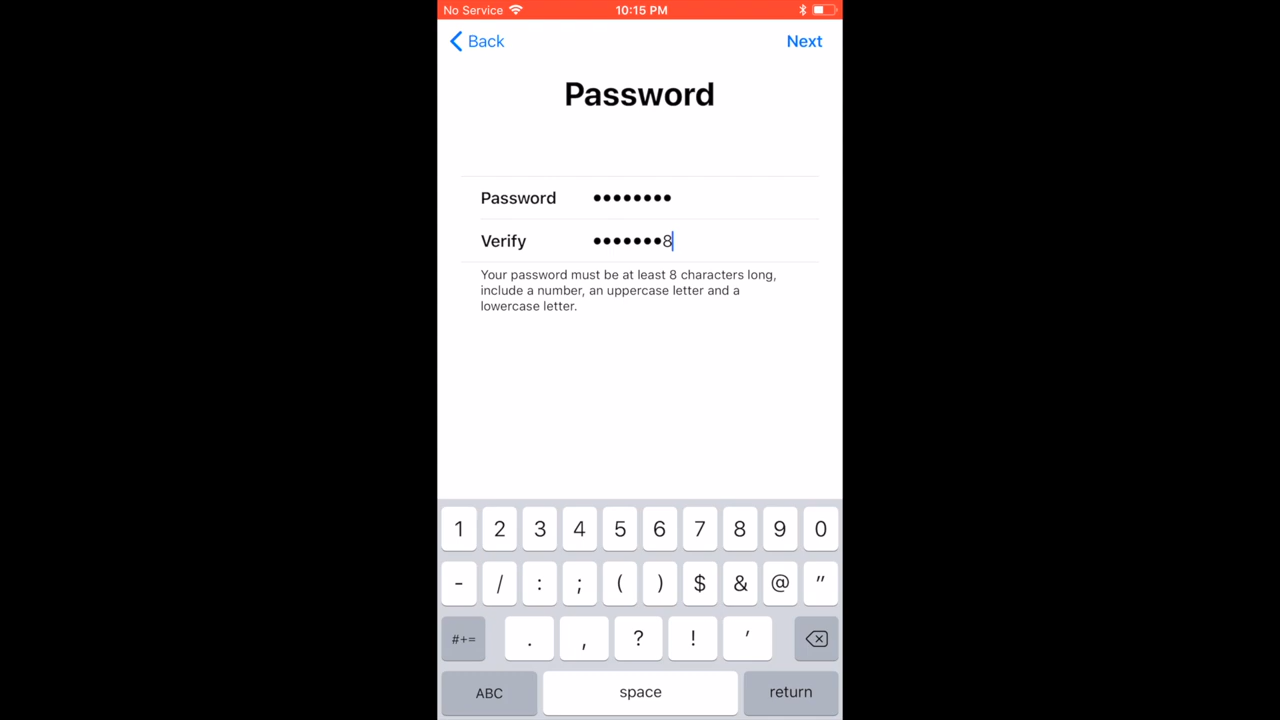 No Service 10:15 PM
Back Next
Password
Password ••••••••
Verify •••••••8
Your password must be at least 8 characters long,
include a number, an uppercase letter and a
lowercase letter.
1 2 3 4 5 6 7 8 9 0
- / : ; ( ) $ & @ "
#+= . , ? ! '
ABC space return